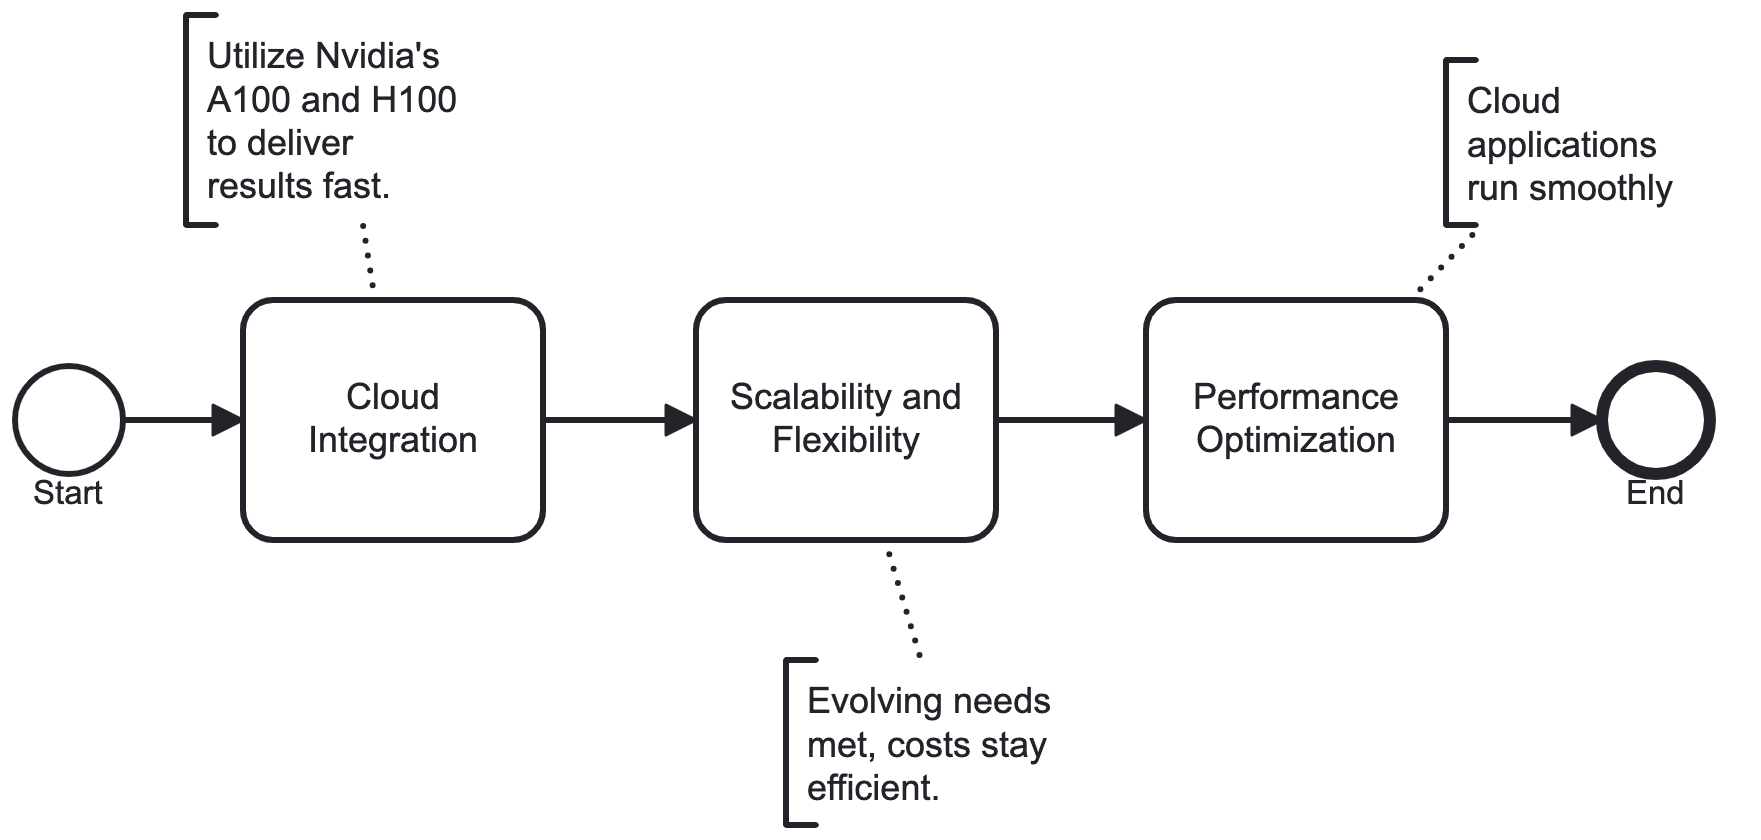 Utilize Nvidia's
A100 and H100
to deliver
results fast.
Cloud
applications
run smoothly
Start
Cloud
Integration
Scalability and
Flexibility
Performance
Optimization
End
Evolving needs
met, costs stay
efficient.